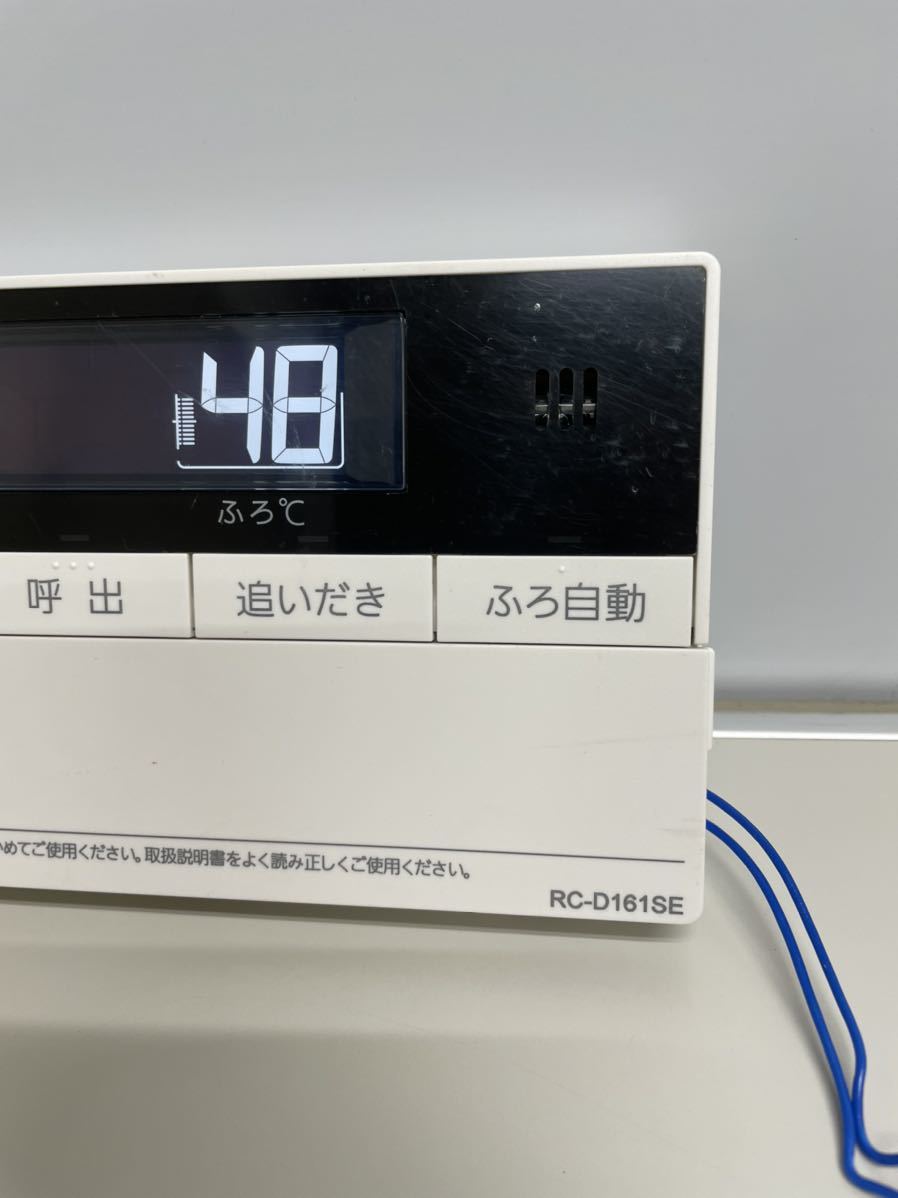 48
ふろ℃
呼出
追いだき
ふろ自動
めてご使用ください。取扱説明書をよく読み正しくご使用ください。
RC-D161SE